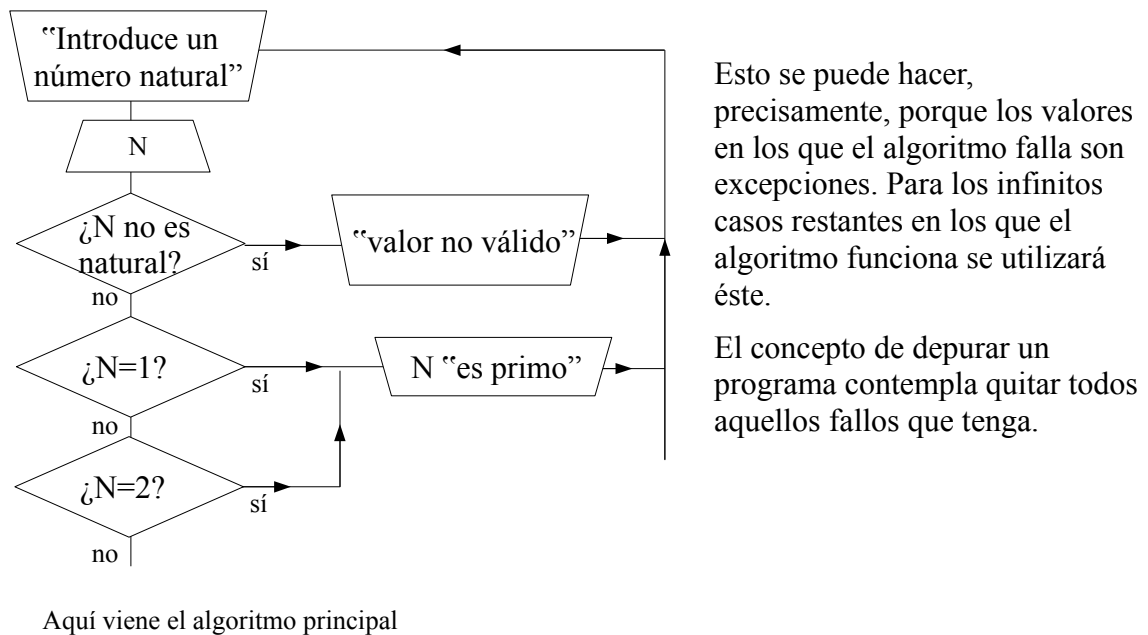 “Introduce un
número natural”
N
¿N no es
natural?
sí
“valor no válido”
no
¿N=1?
sí
N “es primo”
no
¿N=2?
sí
no
Aquí viene el algoritmo principal
Esto se puede hacer,
precisamente, porque los valores
en los que el algoritmo falla son
excepciones. Para los infinitos
casos restantes en los que el
algoritmo funciona se utilizará
éste.
El concepto de depurar un
programa contempla quitar todos
aquellos fallos que tenga.